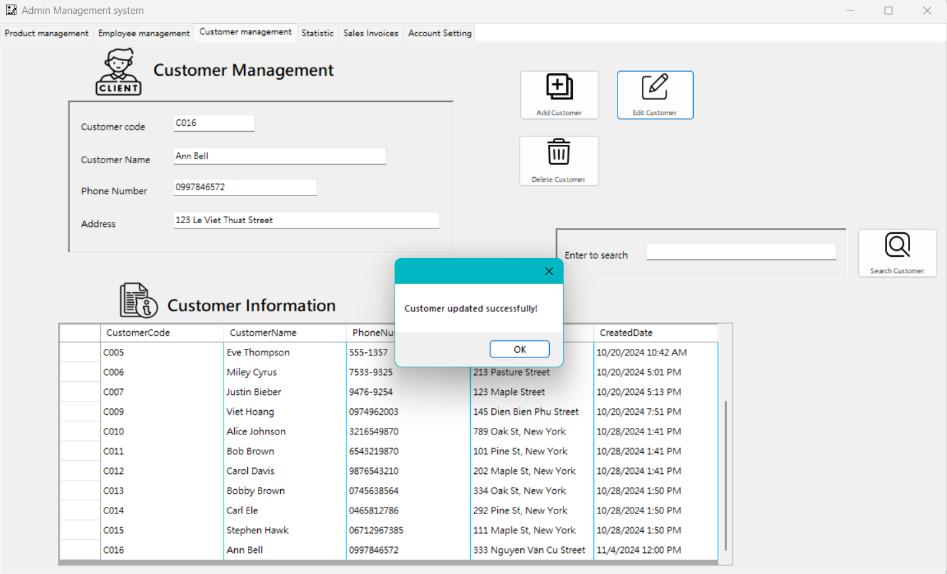 Admin Management system
Product management Employee management Customer management Statistic Sales Invoices Account Setting
CLIENT
Customer Management
Customer code C016
Customer Name Ann Bell
Phone Number 0997846572
Address 123 Le Viet Thuat Street
Add Customer
Edit Customer
Delete Customer
Enter to search
Search Customer
Customer updated successfully!
OK
Customer Information
CustomerCode CustomerName PhoneNu CreatedDate
C005 Eve Thompson 555-1357 10/20/2024 10:42 AM
C006 Miley Cyrus 7533-9325 213 Pasture Street 10/20/2024 5:01 PM
C007 Justin Bieber 9476-9254 123 Maple Street 10/20/2024 5:13 PM
C009 Viet Hoang 0974962003 145 Dien Bien Phu Street 10/20/2024 7:51 PM
C010 Alice Johnson 3216549870 789 Oak St, New York 10/28/2024 1:41 PM
C011 Bob Brown 6543219870 101 Pine St, New York 10/28/2024 1:41 PM
C012 Carol Davis 9876543210 202 Maple St, New York 10/28/2024 1:41 PM
C013 Bobby Brown 0745638564 334 Oak St, New York 10/28/2024 1:50 PM
C014 Carl Ele 0465812786 292 Pine St, New York 10/28/2024 1:50 PM
C015 Stephen Hawk 06712967385 111 Maple St, New York 10/28/2024 1:50 PM
C016 Ann Bell 0997846572 333 Nguyen Van Cu Street 11/4/2024 12:00 PM